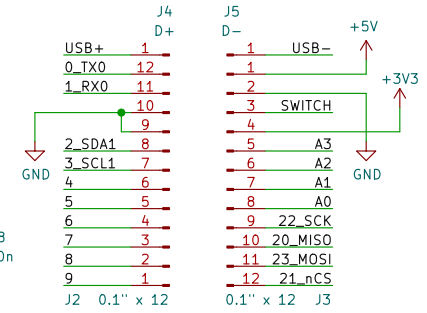 J4 J5
D+ D-
+5V
USB+ 1 1 USB-
0_TX0 12 1
+3V3
1_RX0 11 2
10 3 SWITCH
9 4
2_SDA1 8 5 A3
3_SCL1 7 6 A2
GND GND
4 6 7 A1
5 5 8 A0
6 4 9 22_SCK
8
7 3 10 20_MISO
0n
8 2 11 23_MOSI
9 1 12 21_nCS
J2 0.1" x 12 0.1" x 12 J3